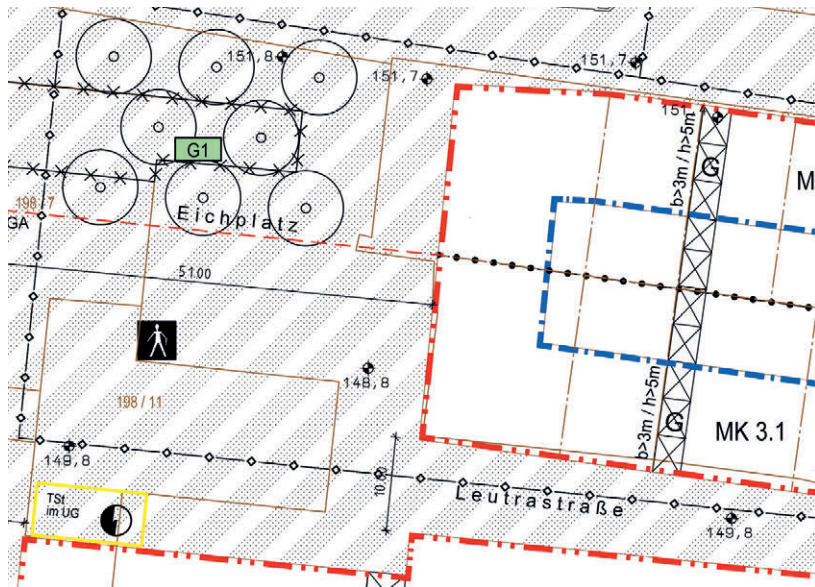 151,8
151,7
151,7
151
b>3m / h>5m
G
M
G1
198 / 7
GA
Eichplatz
51.00
148,8
198 / 11
149,8
b>3m / h>5m
G
MK 3.1
10.00
Leutrastraße
TSt
im UG
149,8